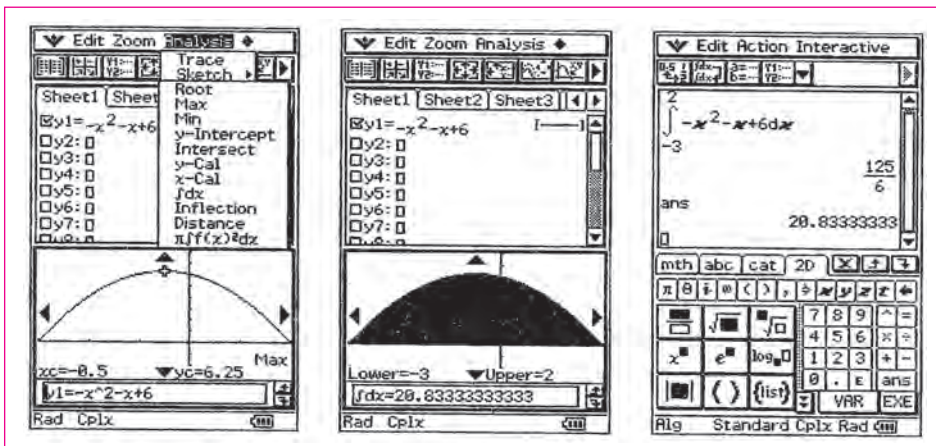 Edit Zoom Analysis
Trace
Sketch
Root
Max
Min
y-Intercept
Intersect
y-Cal
x-Cal
∫dx
Inflection
Distance
π∫f(x)²dx
Sheet1 Sheet
y1=-x²-x+6
y2:
y3:
y4:
y5:
y6:
y7:
Max
xc=-0.5 yc=6.25
y1=-x^2-x+6
Rad Cplx
Edit Zoom Analysis
Sheet1 Sheet2 Sheet3
y1=-x²-x+6
y2:
y3:
y4:
y5:
y6:
y7:
Lower=-3 Upper=2
∫dx=20.83333333333
Rad Cplx
Edit Action Interactive
2
∫ -x²-x+6dx
-3
125
6
ans
20.83333333
mth abc cat 2D
π θ i ∞ ( ) , ⇒ x y z t ←
7 8 9 ^ =
4 5 6 × ÷
1 2 3 + -
0 . E ans
x e log
( ) {list}
VAR EXE
Alg Standard Cplx Rad